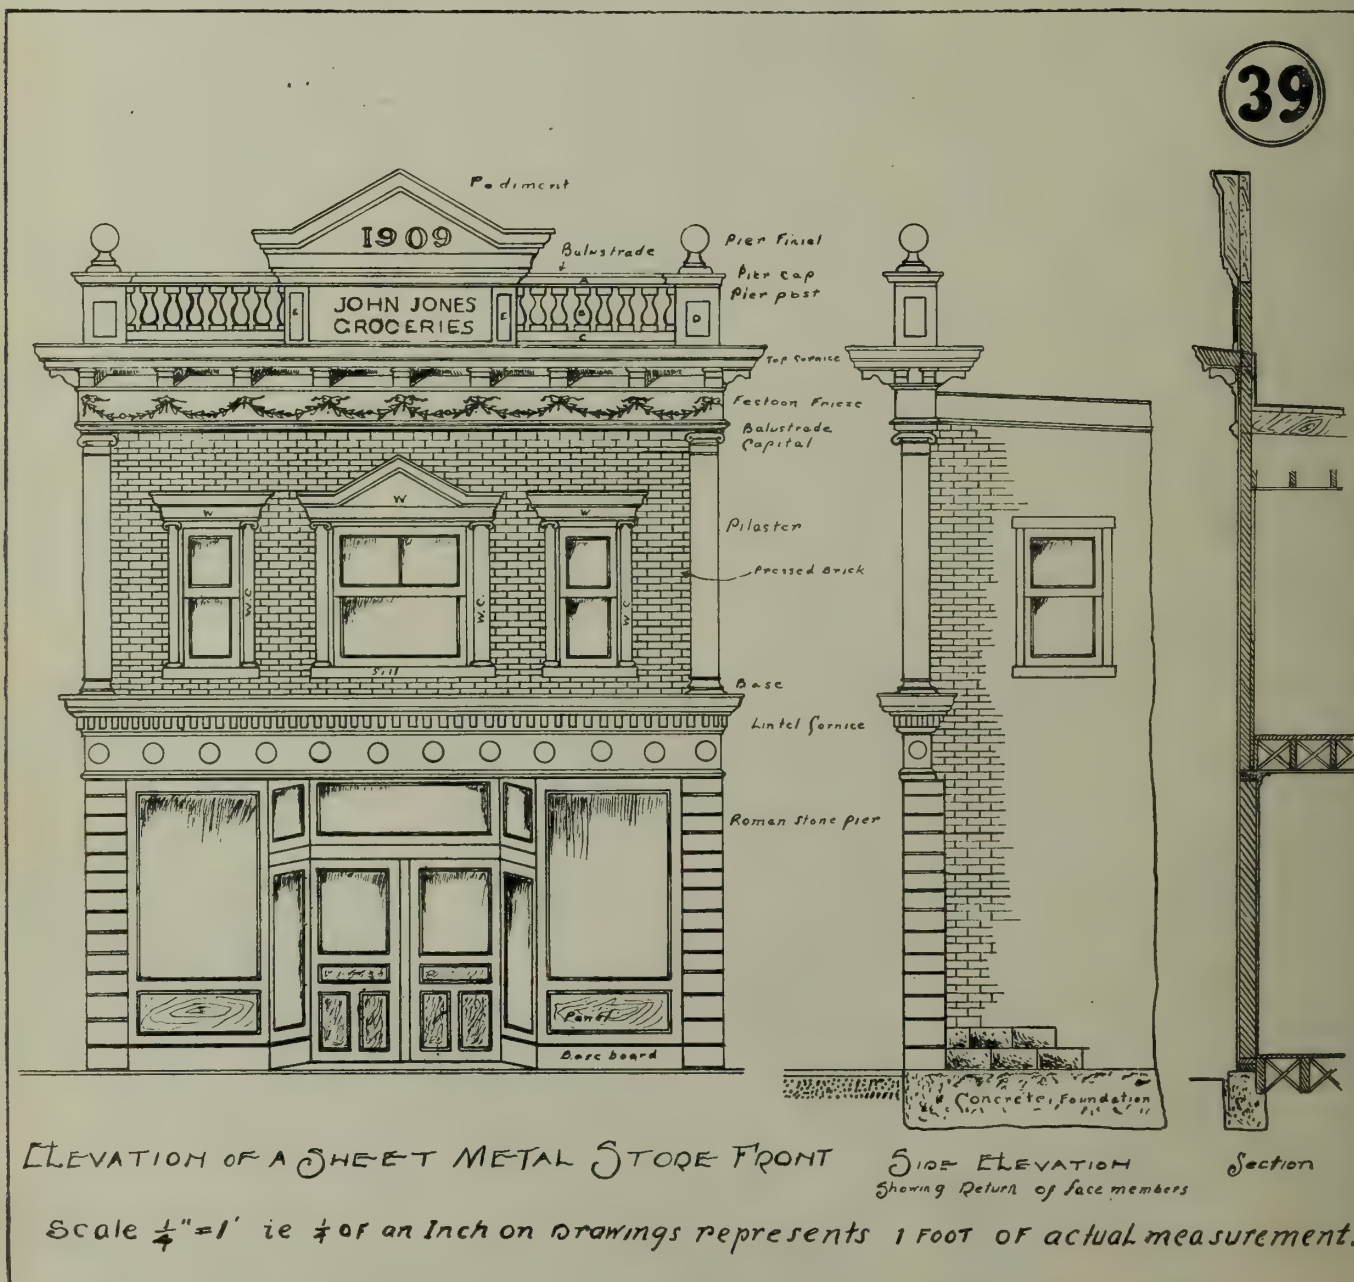 39
Pediment
1909
Balustrade
Pier Finiel
Pier cap
Pier post
A
JOHN JONES
GROCERIES
E
E
B
D
C
Top Cornice
Festoon Frieze
Balustrade
Capital
W
W
W
Pilaster
Pressed Brick
W.C.
W.C.
W.C.
Sill
Base
Lintel Cornice
Roman stone pier
Panel
Base board
Concrete Foundation
ELEVATION OF A SHEET METAL STORE FRONT
SIDE ELEVATION
Showing Return of face members
Section
Scale 1/4" = 1' ie 1/4 OF an Inch on Drawings represents 1 FOOT OF actual measurement.